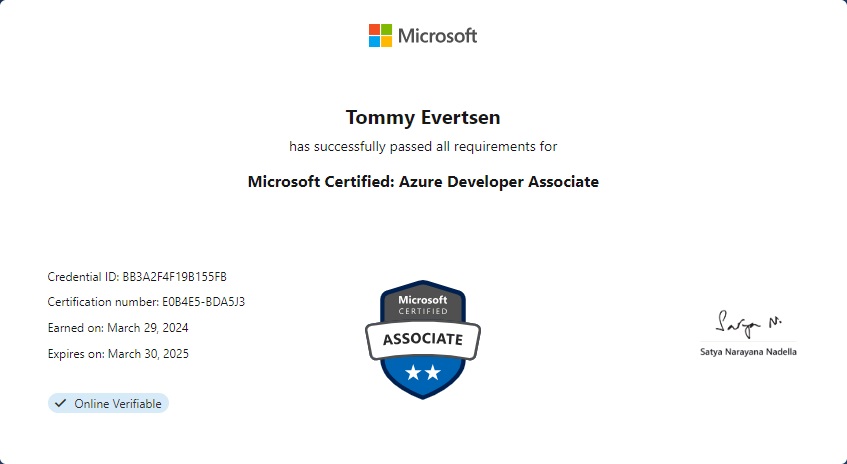 Microsoft
Tommy Evertsen
has successfully passed all requirements for
Microsoft Certified: Azure Developer Associate
Credential ID: BB3A2F4F19B155FB
Certification number: E0B4E5-BDA5J3
Earned on: March 29, 2024
Expires on: March 30, 2025
Online Verifiable
Microsoft
CERTIFIED
ASSOCIATE
Satya N.
Satya Narayana Nadella